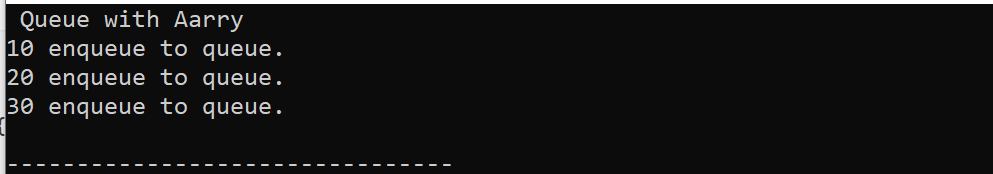 Queue with Aarry
10 enqueue to queue.
20 enqueue to queue.
30 enqueue to queue.
--------------------------------